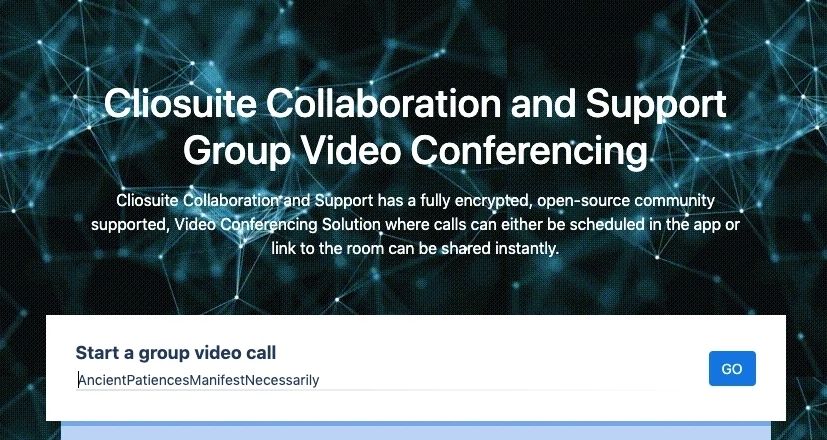 Cliosuite Collaboration and Support
Group Video Conferencing
Cliosuite Collaboration and Support has a fully encrypted, open-source community
supported, Video Conferencing Solution where calls can either be scheduled in the app or
link to the room can be shared instantly.
Start a group video call
AncientPatiencesManifestNecessarily
GO